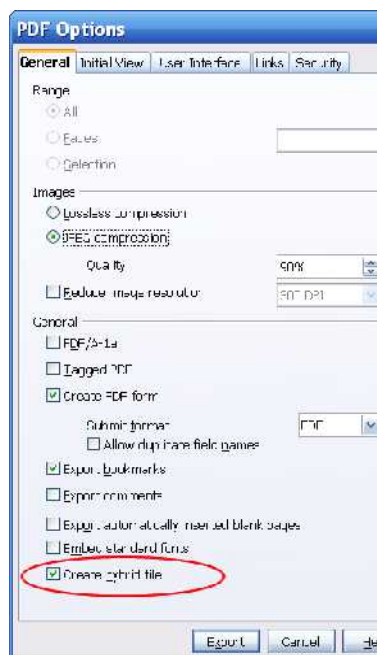 PDF Options
General Initial View User Interface Links Security
Range
All
Pages
Selection
Images
Lossless compression
JPEG compression
Quality 90%
Reduce image resolution 300 DPI
General
PDF/A-1a
Tagged PDF
Create PDF form
Submit format FDF
Allow duplicate field names
Export bookmarks
Export comments
Export automatically inserted blank pages
Embed standard fonts
Create hybrid file
Export Cancel He